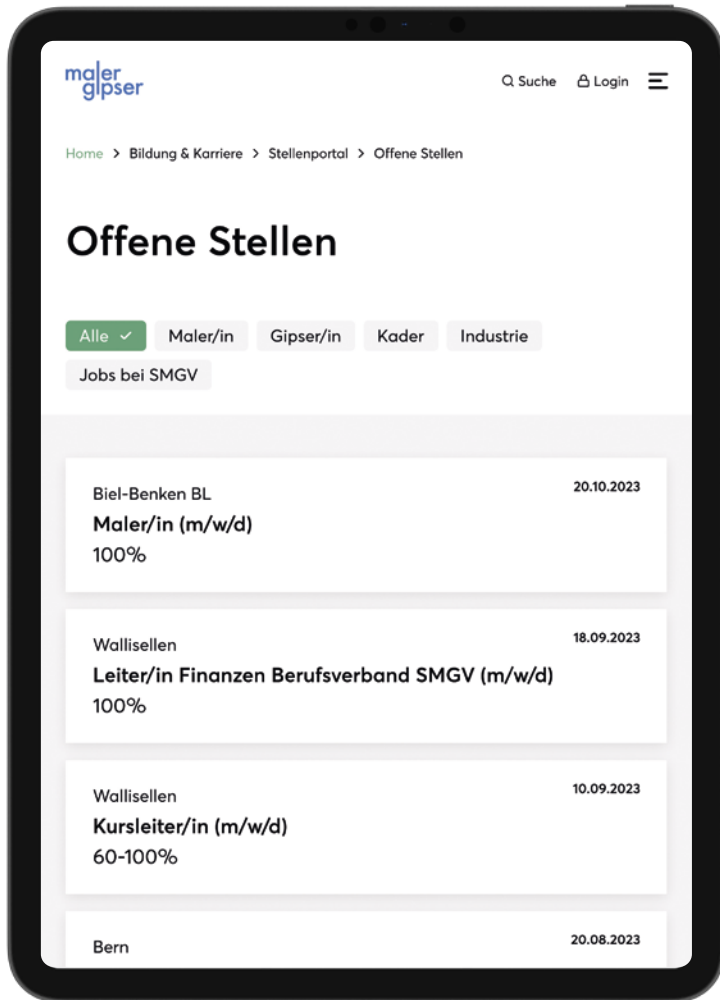 maler
gipser
Suche
Login
Home > Bildung & Karriere > Stellenportal > Offene Stellen
Offene Stellen
Alle
Maler/in
Gipser/in
Kader
Industrie
Jobs bei SMGV
Biel-Benken BL
20.10.2023
Maler/in (m/w/d)
100%
Wallisellen
18.09.2023
Leiter/in Finanzen Berufsverband SMGV (m/w/d)
100%
Wallisellen
10.09.2023
Kursleiter/in (m/w/d)
60-100%
Bern
20.08.2023